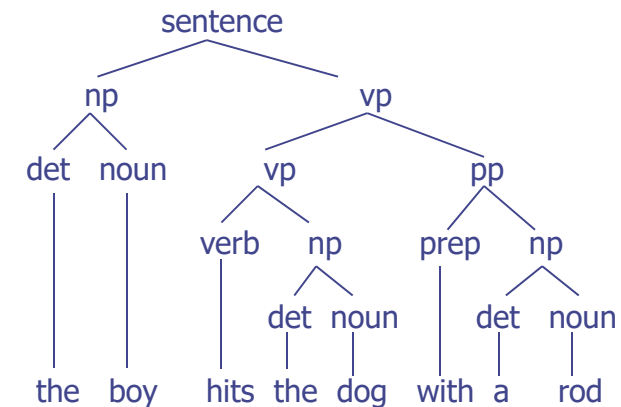 sentence
np vp
det noun vp pp
verb np prep np
det noun det noun
the boy hits the dog with a rod